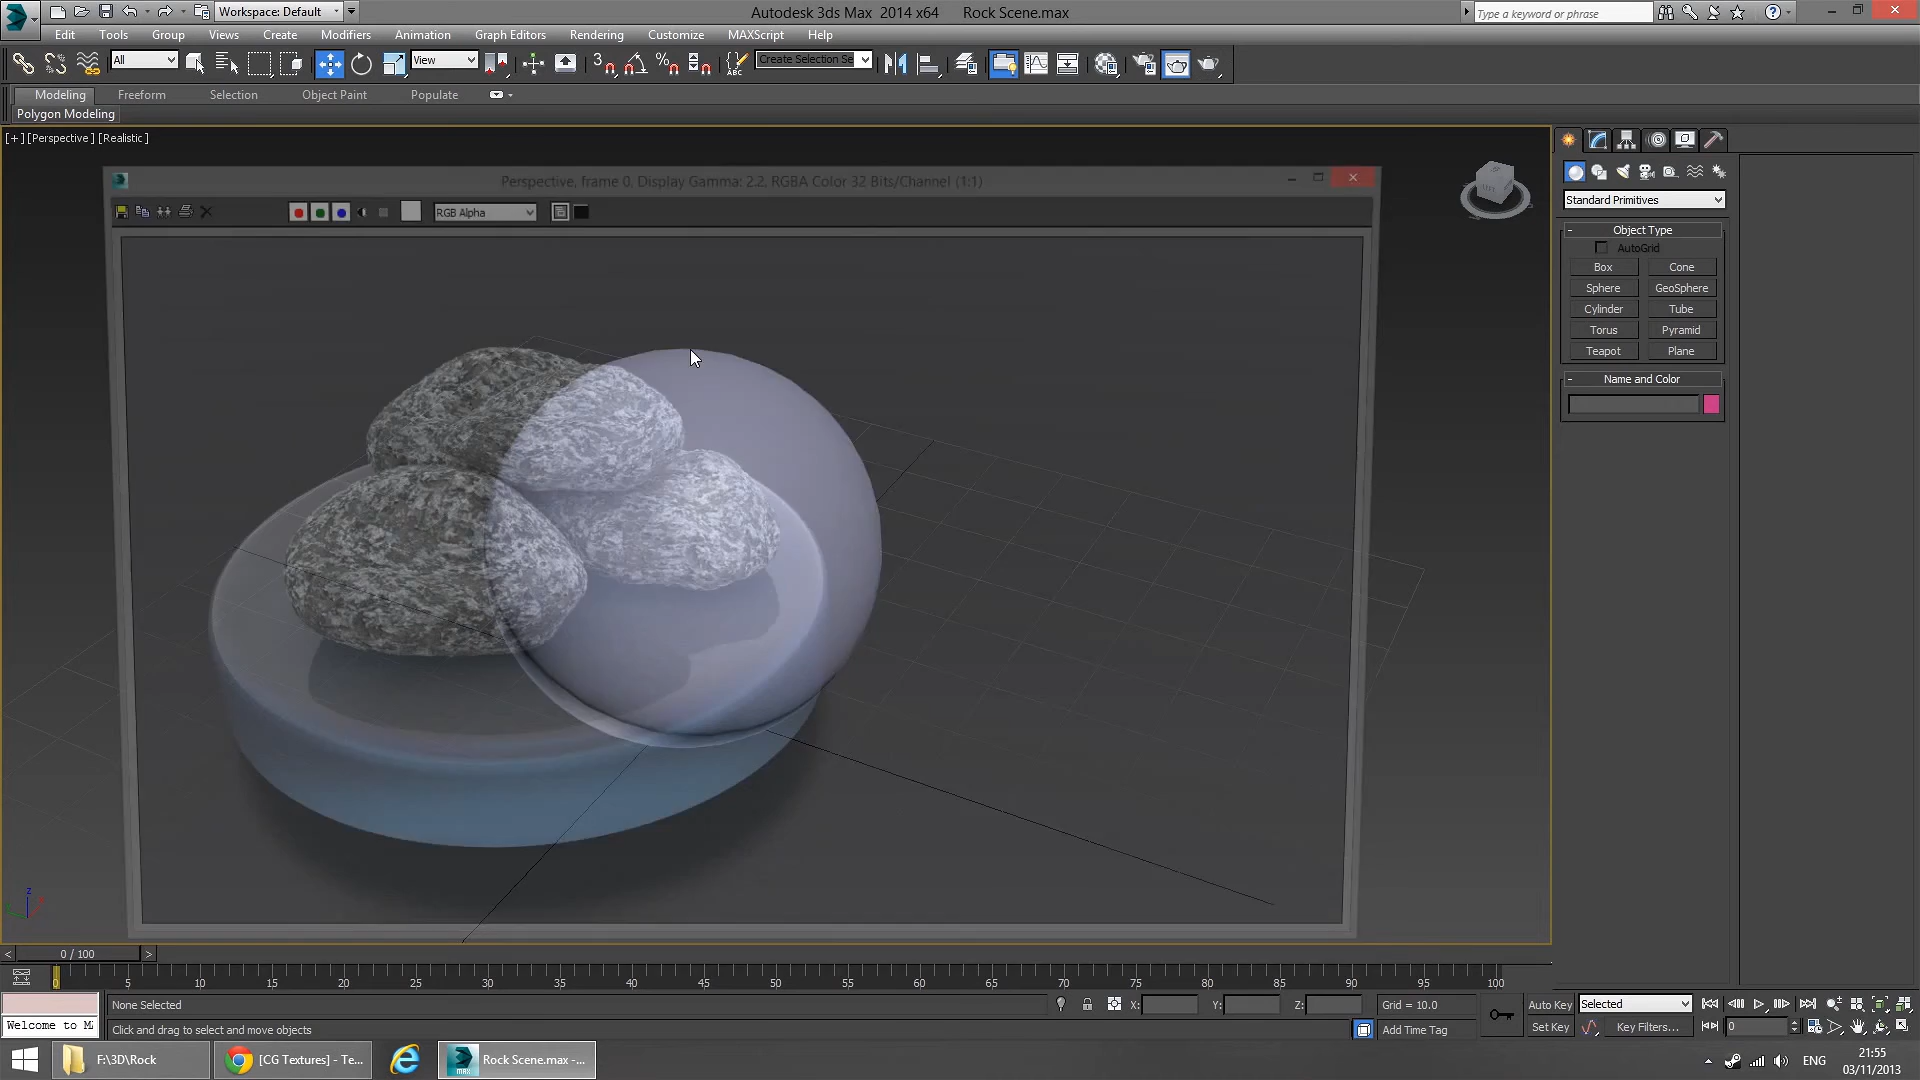 Workspace: Default
Autodesk 3ds Max 2014 x64 Rock Scene.max
Type a keyword or phrase
Edit Tools Group Views Create Modifiers Animation Graph Editors Rendering Customize MAXScript Help
All View Create Selection Se
Modeling Freeform Selection Object Paint Populate
Polygon Modeling
[+] [Perspective] [Realistic]
Perspective, frame 0, Display Gamma: 2.2, RGBA Color 32 Bits/Channel (1:1)
RGB Alpha
Standard Primitives
- Object Type
AutoGrid
Box Cone
Sphere GeoSphere
Cylinder Tube
Torus Pyramid
Teapot Plane
- Name and Color
z
< 0 / 100 >
0 5 10 15 20 25 30 35 40 45 50 55 60 65 70 75 80 85 90 95 100
None Selected X: Y: Z: Grid = 10.0 Auto Key Selected
Welcome to Ma Click and drag to select and move objects Add Time Tag Set Key Key Filters... 0
F:\3D\Rock [CG Textures] - Te... Rock Scene.max -... ENG 21:55
03/11/2013